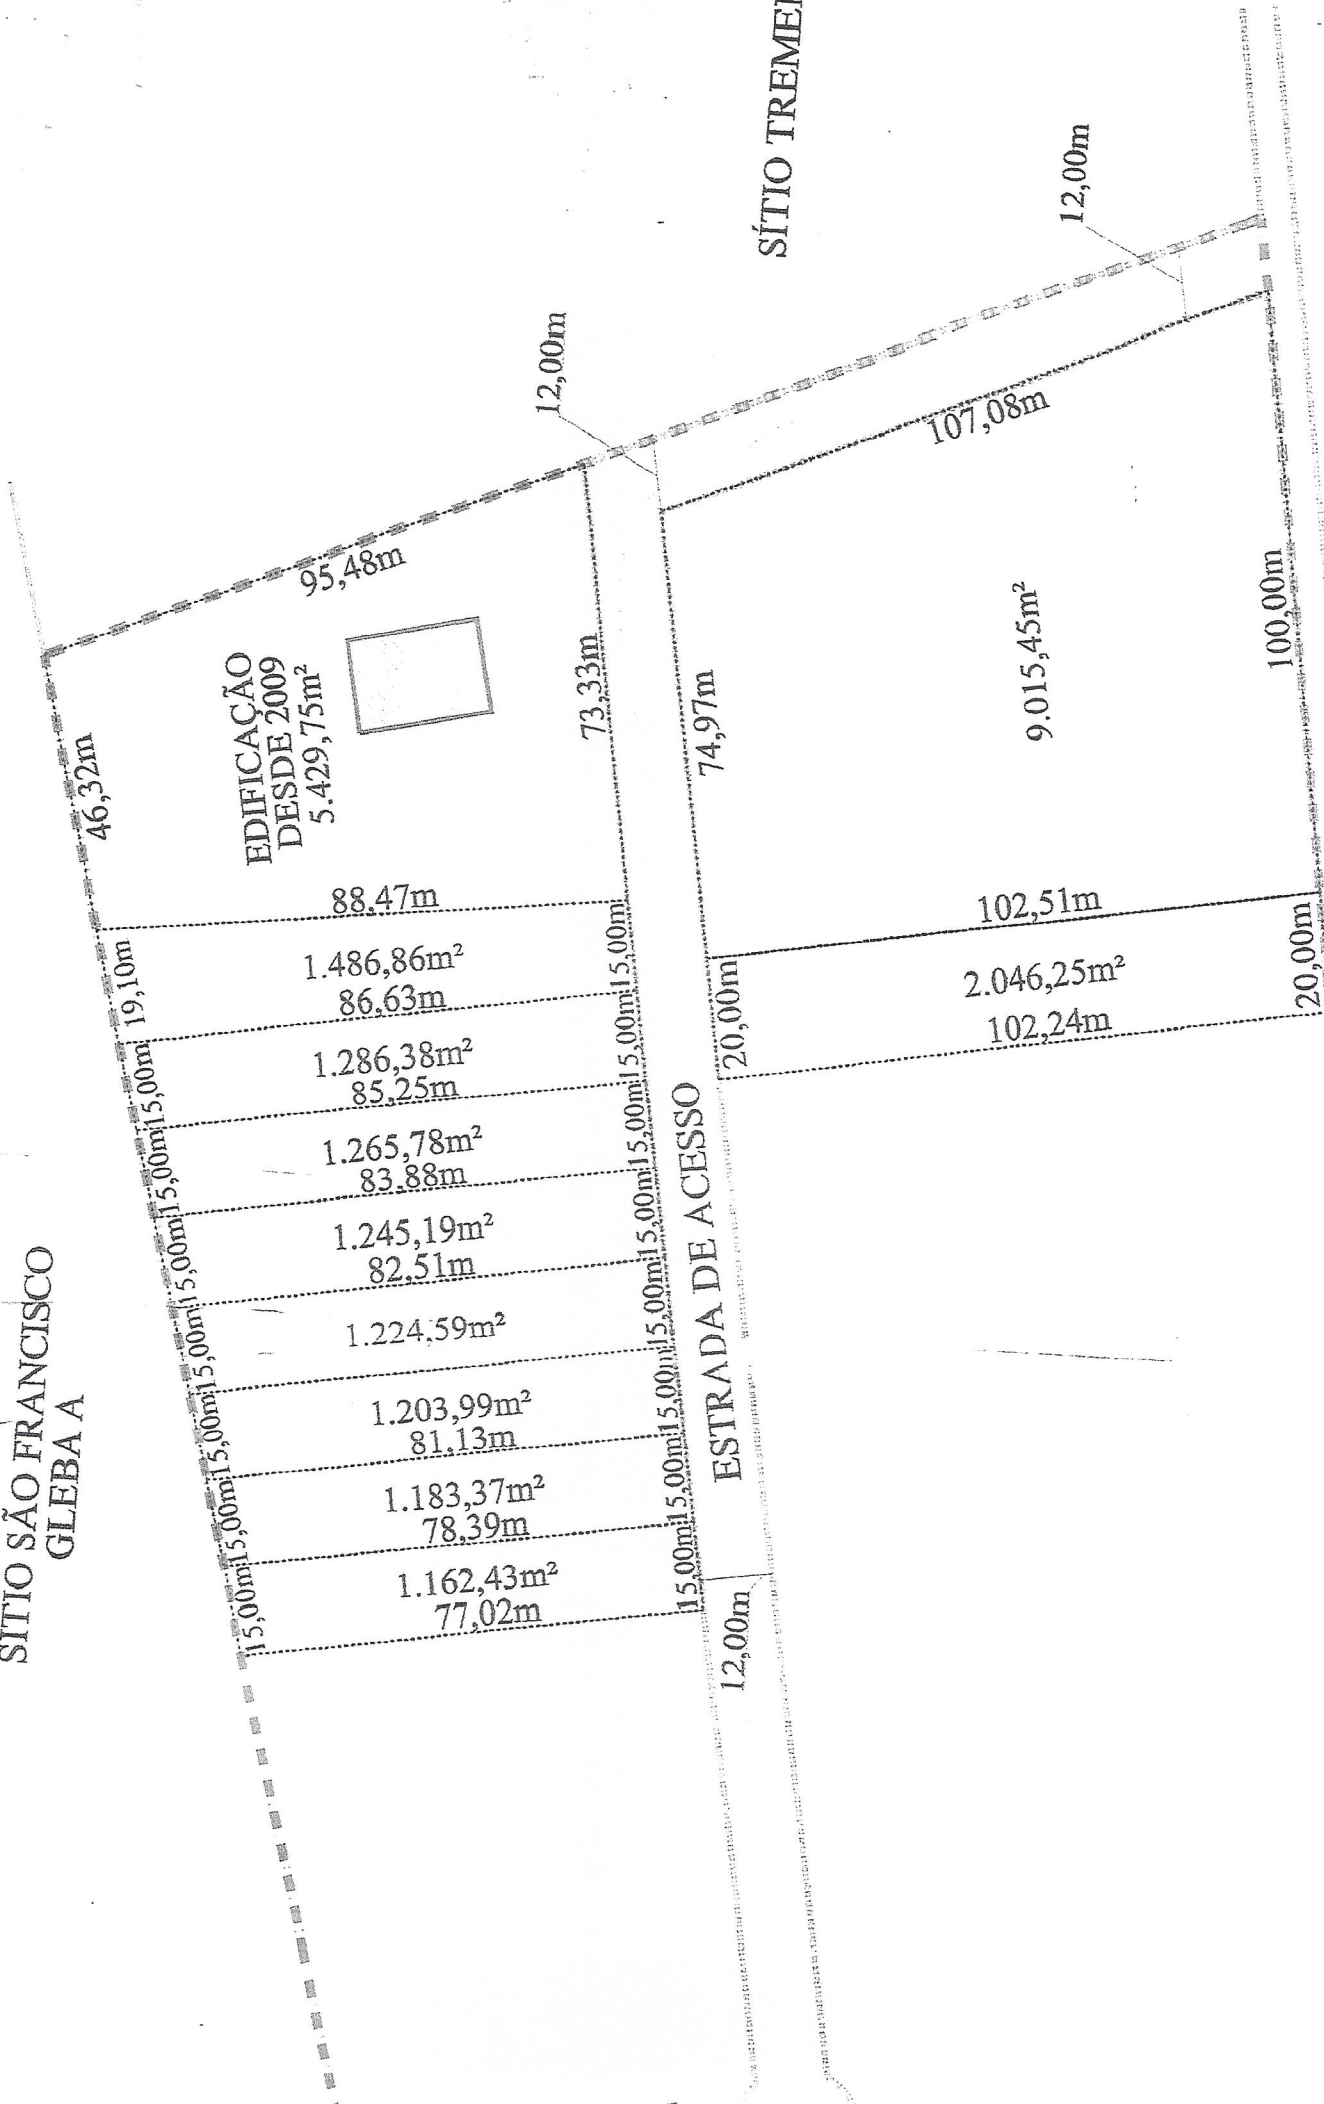 SÍTIO
12,00m
12,00m
95,48m
107,08m
46,32m
EDIFICAÇÃO
DESDE 2009
5.429,75m²
73,33m
74,97m
9.015,45m²
100,00m
88,47m
102,51m
19,10m
1.486,86m²
15,00m
20,00m
2.046,25m²
20,00m
86,63m
102,24m
15,00m
1.286,38m²
15,00m
85,25m
15,00m
1.265,78m²
15,00m
83,88m
15,00m
1.245,19m²
15,00m
82,51m
15,00m
1.224,59m²
15,00m
15,00m
1.203,99m²
15,00m
81,13m
15,00m
1.183,37m²
15,00m
78,39m
15,00m
1.162,43m²
15,00m
77,02m
ESTRADA DE ACESSO
12,00m
SITIO SÃO FRANCISCO
GLEBA A